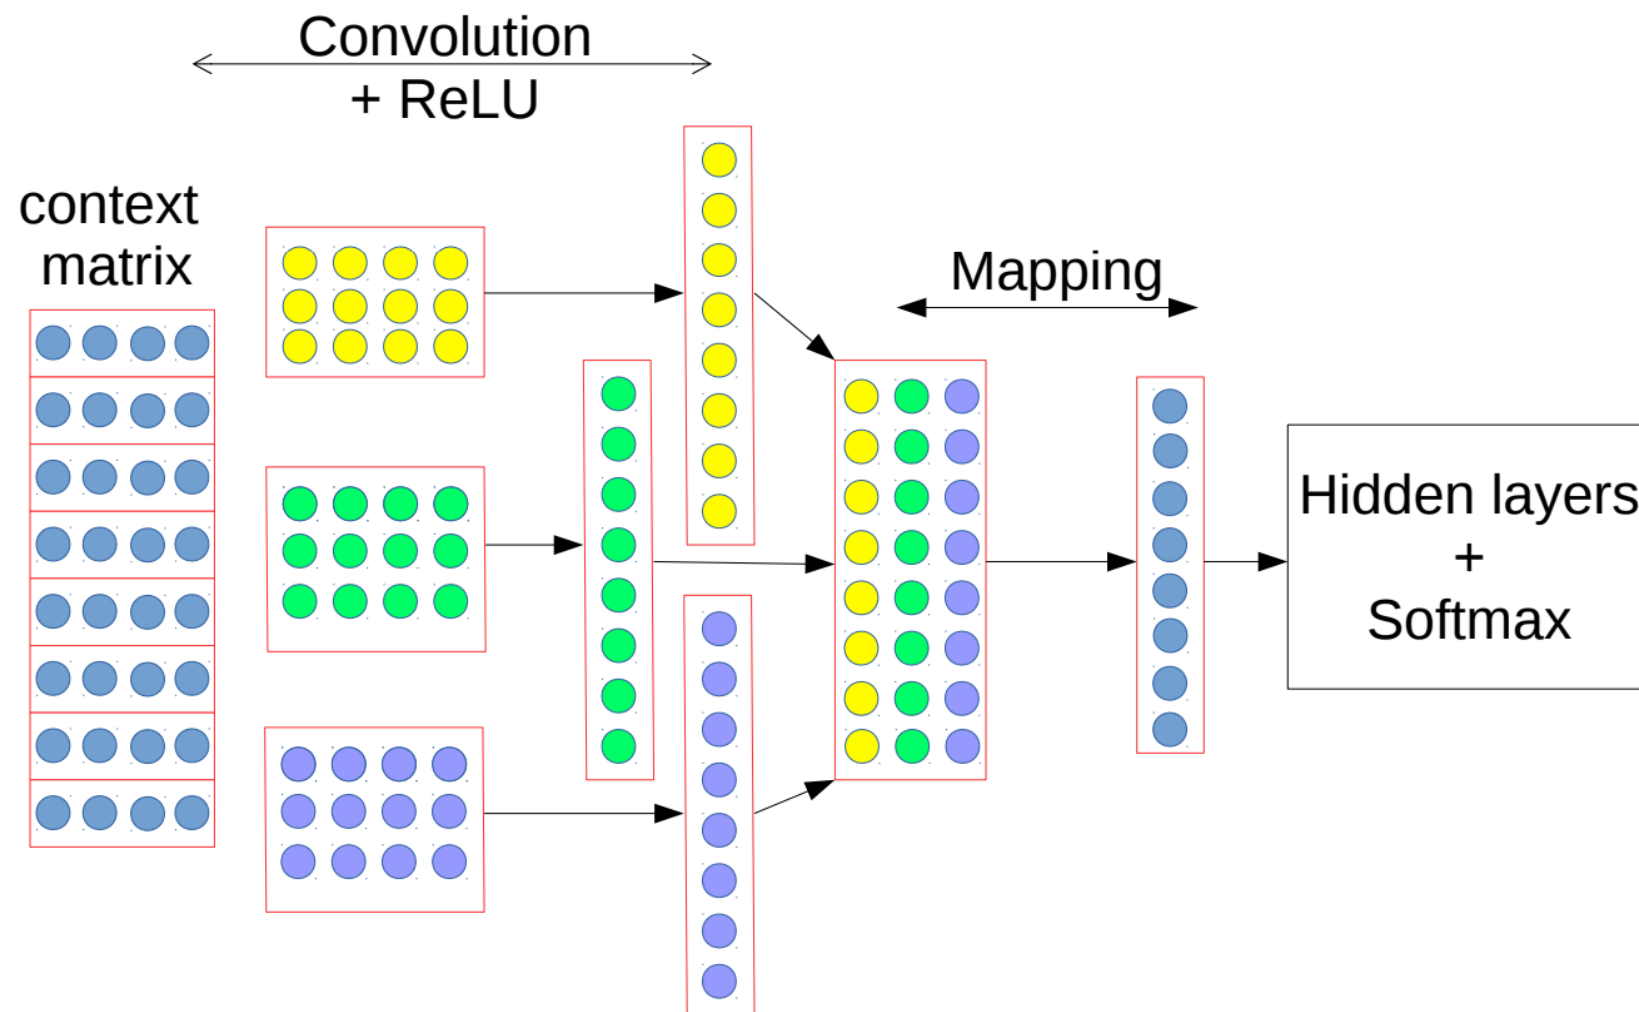 Convolution
+ ReLU
context
matrix
Mapping
Hidden layers
+
Softmax